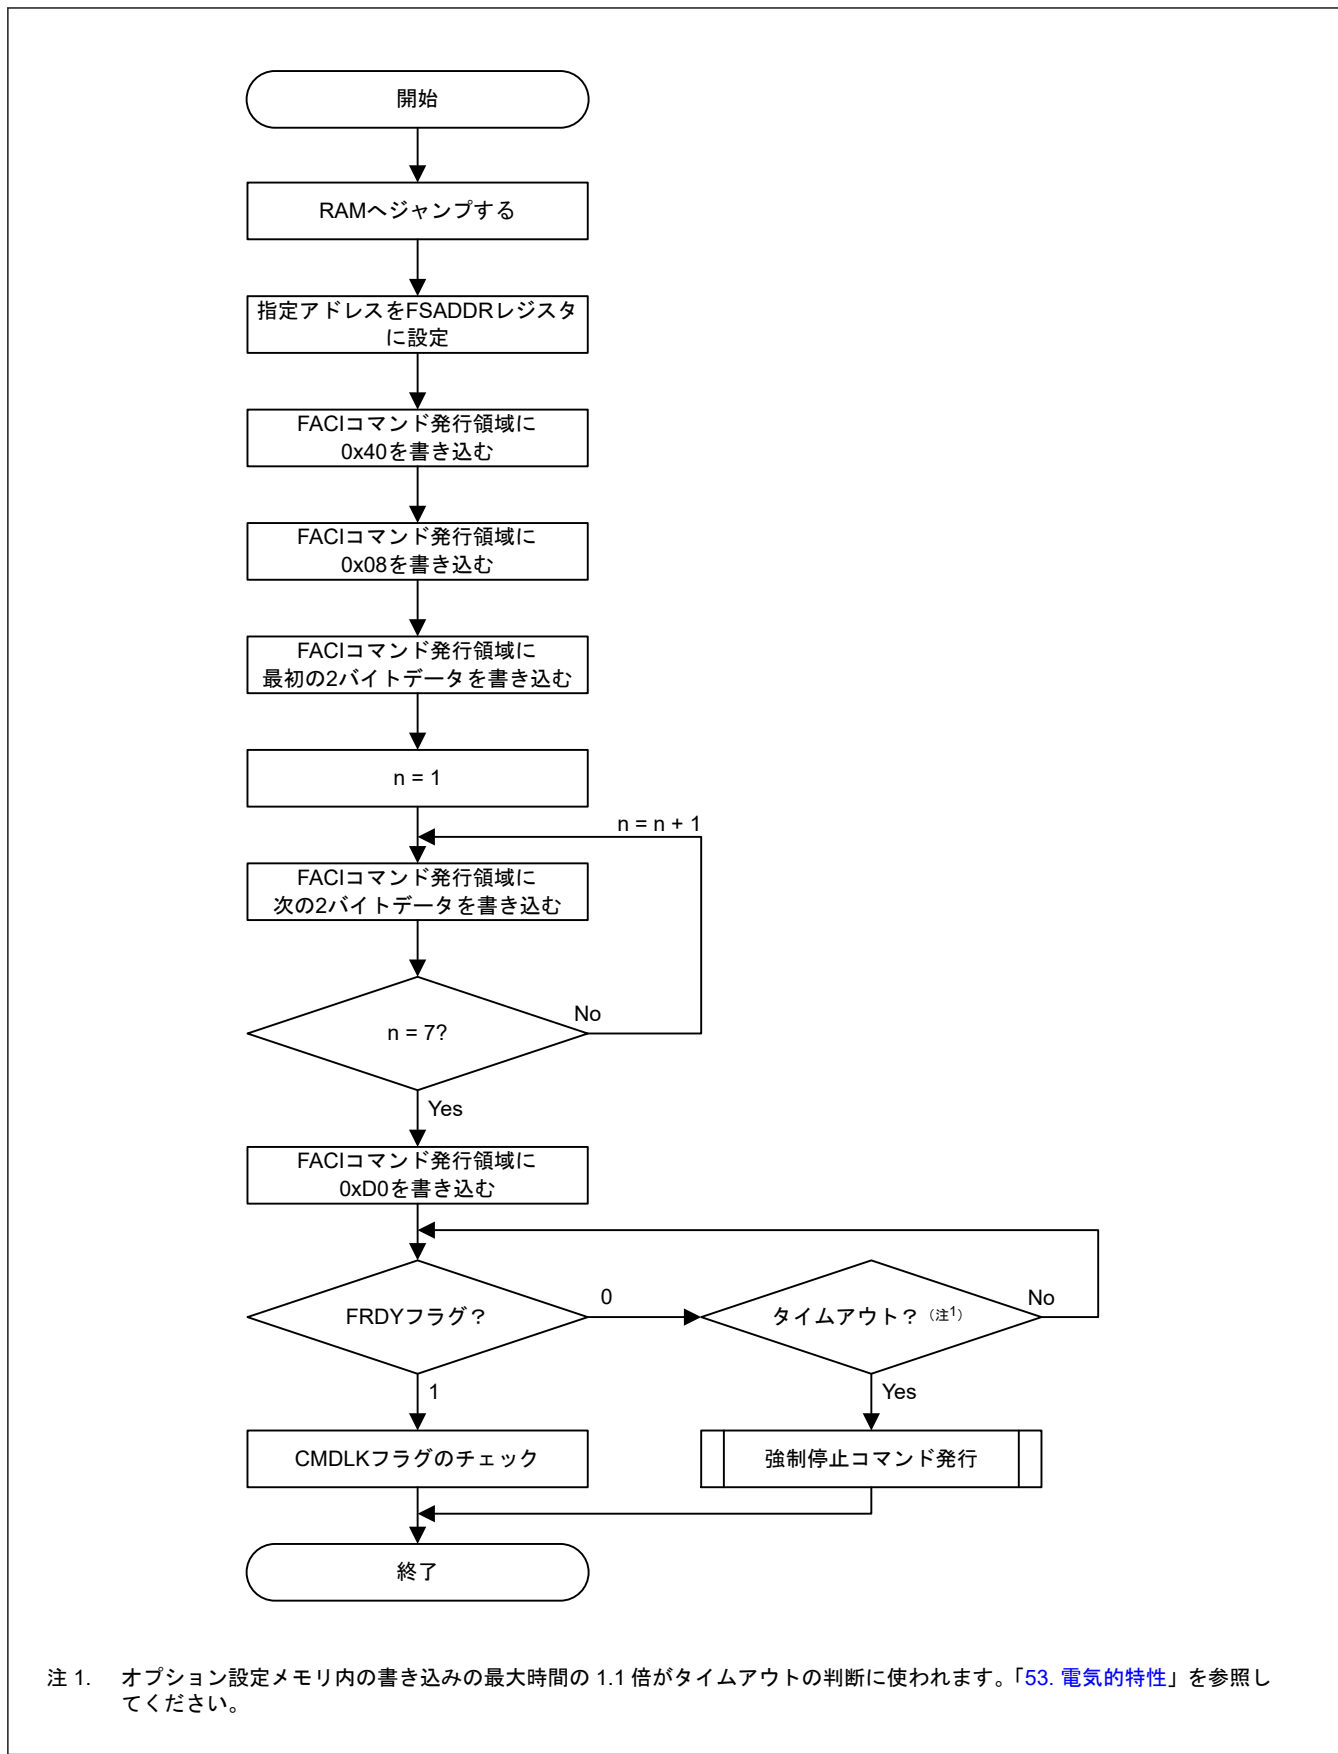 開始
RAMへジャンプする
指定アドレスをFSADDRレジスタ
に設定
FACIコマンド発行領域に
0x40を書き込む
FACIコマンド発行領域に
0x08を書き込む
FACIコマンド発行領域に
最初の2バイトデータを書き込む
n = 1
n = n + 1
FACIコマンド発行領域に
次の2バイトデータを書き込む
n = 7?
No
Yes
FACIコマンド発行領域に
0xD0を書き込む
FRDYフラグ？
0
タイムアウト？（注1）
No
1
Yes
CMDLKフラグのチェック
強制停止コマンド発行
終了
注 1. オプション設定メモリ内の書き込みの最大時間の 1.1 倍がタイムアウトの判断に使われます。「53. 電気的特性」を参照し
てください。